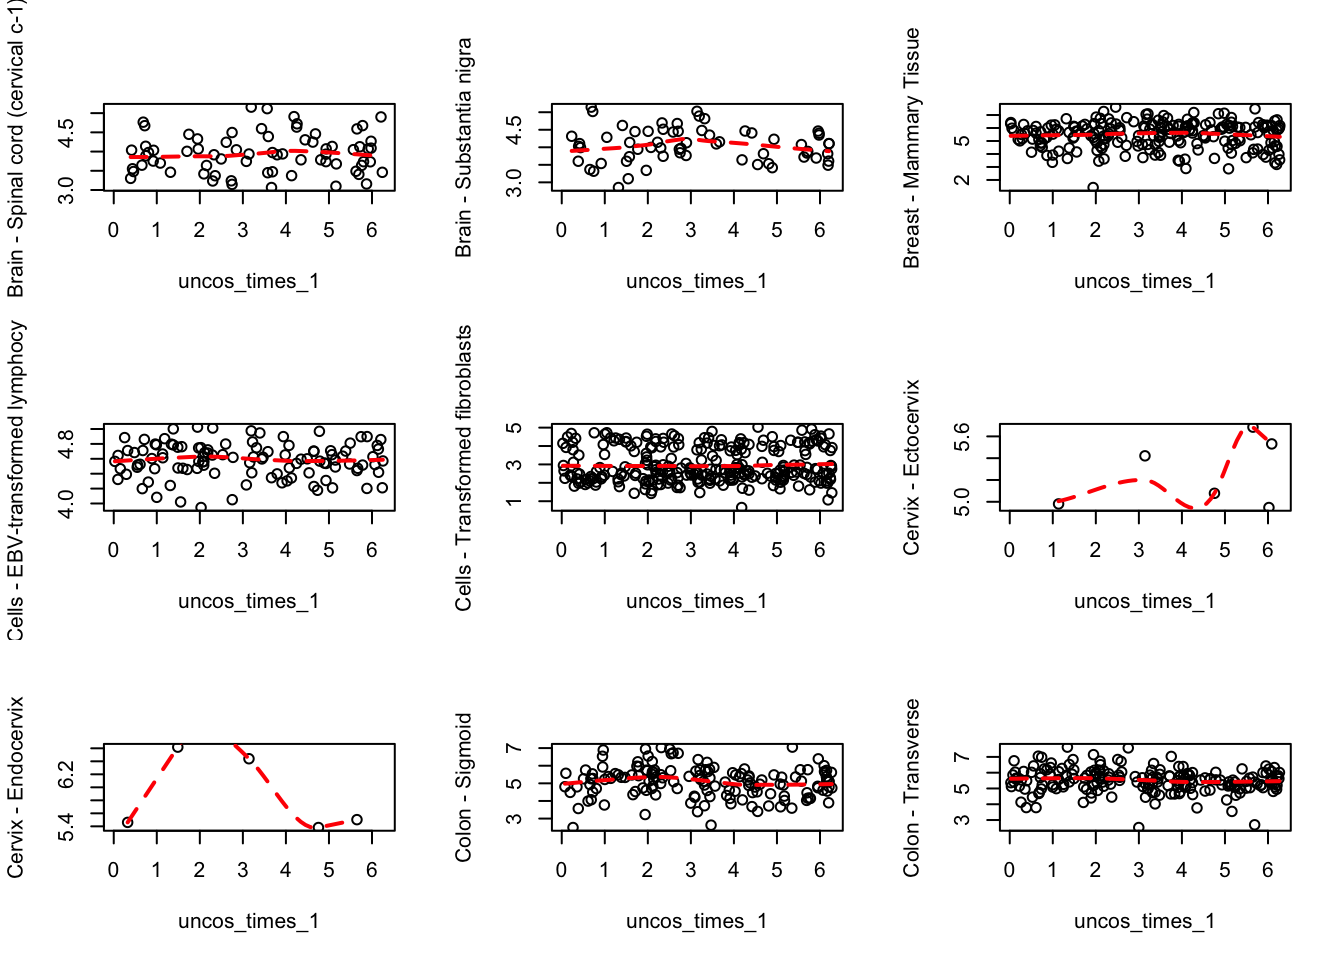 Brain - Spinal cord (cervical c-1)
3.0 4.5
0 1 2 3 4 5 6
uncos_times_1
Brain - Substantia nigra
3.0 4.5
0 1 2 3 4 5 6
uncos_times_1
Breast - Mammary Tissue
2 5
0 1 2 3 4 5 6
uncos_times_1
Cells - EBV-transformed lymphocy
4.0 4.8
0 1 2 3 4 5 6
uncos_times_1
Cells - Transformed fibroblasts
1 3 5
0 1 2 3 4 5 6
uncos_times_1
Cervix - Ectocervix
5.0 5.6
0 1 2 3 4 5 6
uncos_times_1
Cervix - Endocervix
5.4 6.2
0 1 2 3 4 5 6
uncos_times_1
Colon - Sigmoid
3 5 7
0 1 2 3 4 5 6
uncos_times_1
Colon - Transverse
3 5 7
0 1 2 3 4 5 6
uncos_times_1